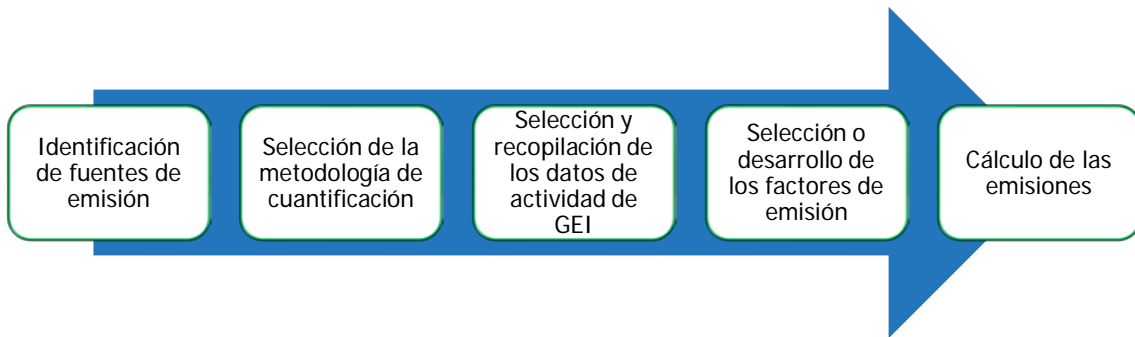 Identificación
de fuentes de
emisión
Selección de la
metodología de
cuantificación
Selección y
recopilación de
los datos de
actividad de
GEI
Selección o
desarrollo de
los factores de
emisión
Cálculo de las
emisiones